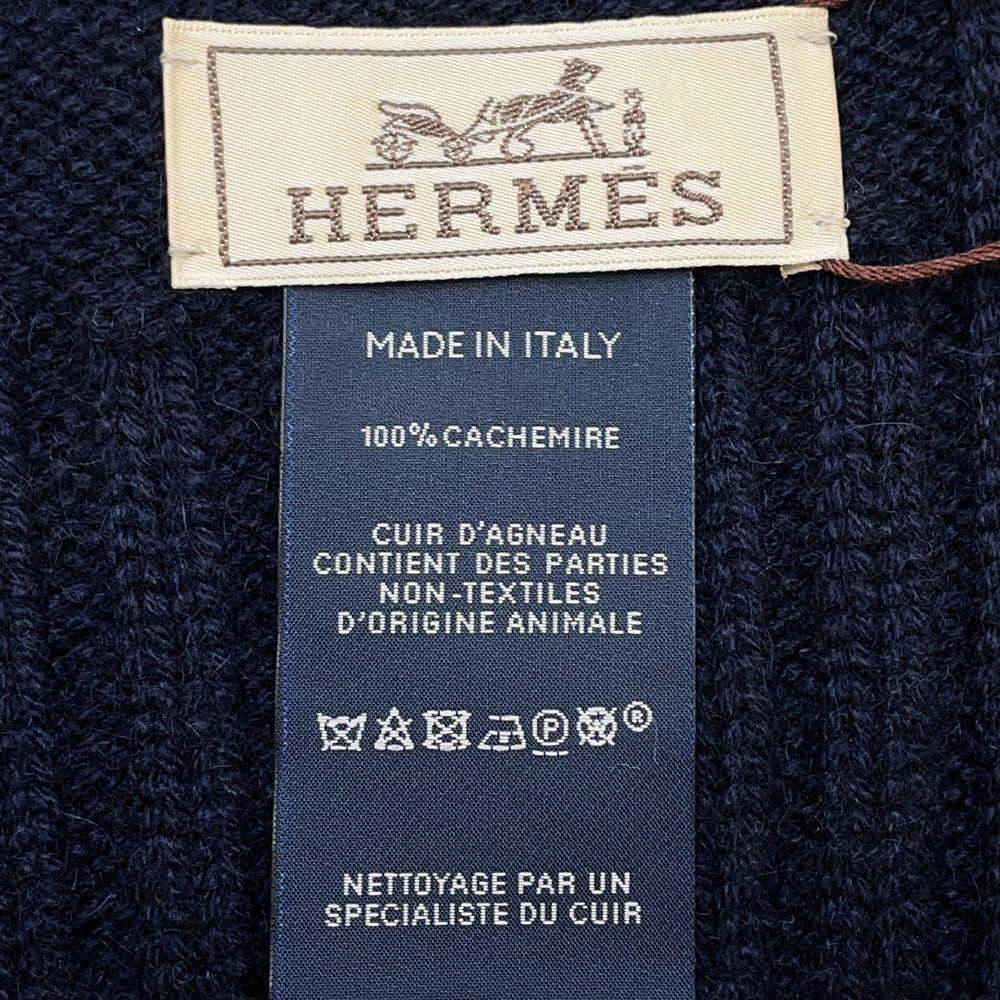 HERMÈS
MADE IN ITALY
100% CACHEMIRE
CUIR D'AGNEAU
CONTIENT DES PARTIES
NON-TEXTILES
D'ORIGINE ANIMALE
P W ®
NETTOYAGE PAR UN
SPECIALISTE DU CUIR